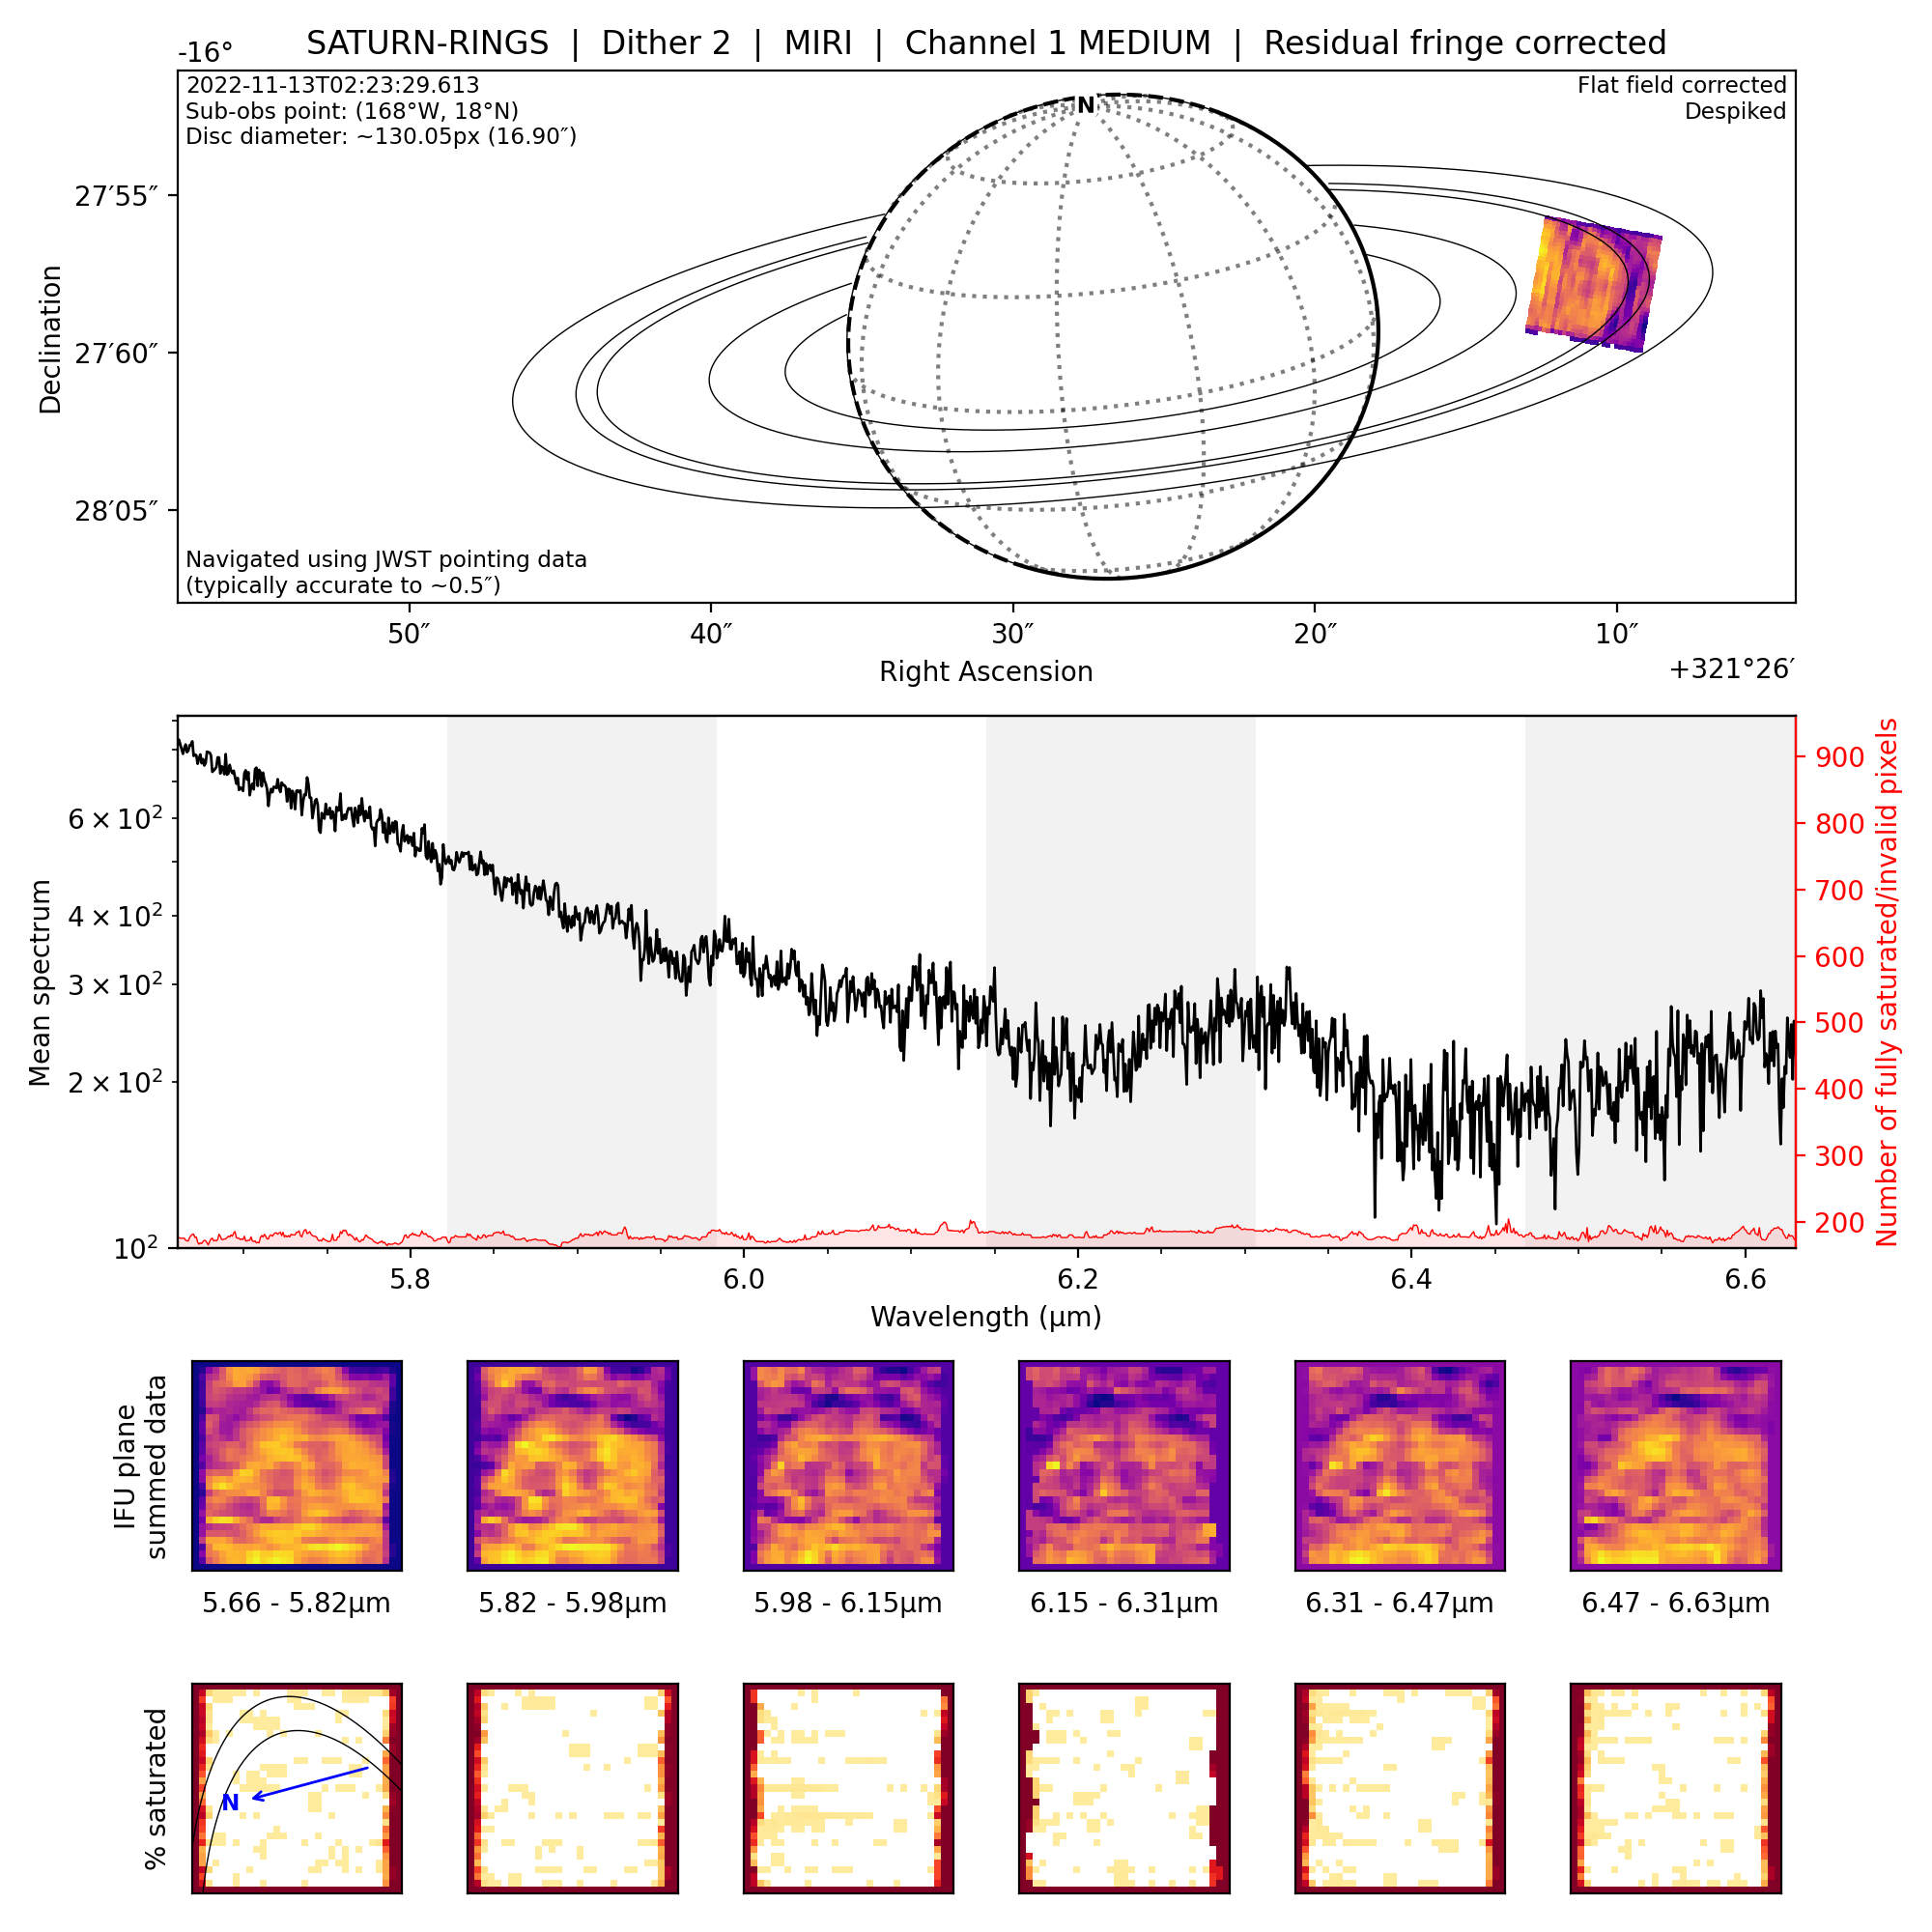 SATURN-RINGS | Dither 2 | MIRI | Channel 1 MEDIUM | Residual fringe corrected
-16°
2022-11-13T02:23:29.613
Sub-obs point: (168°W, 18°N)
Disc diameter: ~130.05px (16.90″)
Flat field corrected
Despiked
N
27′55″
27′60″
28′05″
Declination
Navigated using JWST pointing data
(typically accurate to ~0.5″)
50″ 40″ 30″ 20″ 10″
Right Ascension
+321°26′
6 × 10²
4 × 10²
3 × 10²
2 × 10²
10²
Mean spectrum
900
800
700
600
500
400
300
200
Number of fully saturated/invalid pixels
5.8 6.0 6.2 6.4 6.6
Wavelength (µm)
IFU plane
summed data
5.66 - 5.82µm 5.82 - 5.98µm 5.98 - 6.15µm 6.15 - 6.31µm 6.31 - 6.47µm 6.47 - 6.63µm
% saturated
N